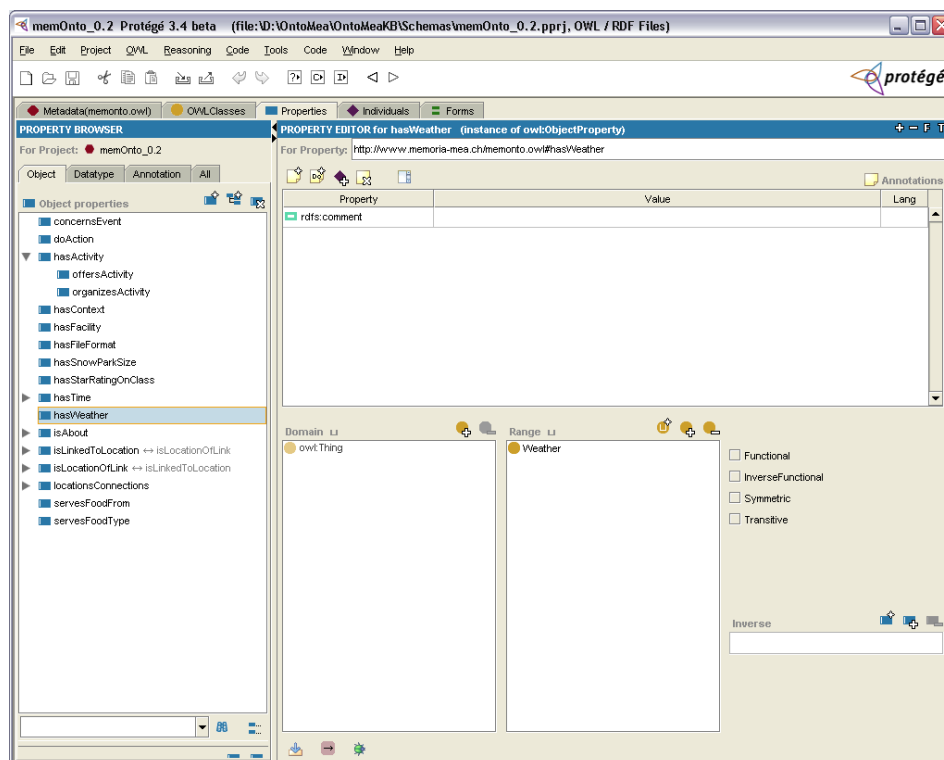 memOnto_0.2 Protégé 3.4 beta (file:\D:\OntoMea\OntoMeaKB\Schemas\memOnto_0.2.pprj, OWL / RDF Files)
File Edit Project OWL Reasoning Code Tools Code Window Help
protégé
Metadata(memonto.owl) OWLClasses Properties Individuals Forms
PROPERTY BROWSER
For Project: memOnto_0.2
Object Datatype Annotation All
Object properties
concernsEvent
doAction
hasActivity
offersActivity
organizesActivity
hasContext
hasFacility
hasFileFormat
hasSnowParkSize
hasStarRatingOnClass
hasTime
hasWeather
isAbout
isLinkedToLocation ↔ isLocationOfLink
isLocationOfLink ↔ isLinkedToLocation
locationsConnections
servesFoodFrom
servesFoodType
PROPERTY EDITOR for hasWeather (instance of owl:ObjectProperty) F T
For Property: http://www.memoria-mea.ch/memonto.owl#hasWeather
Annotations
Property Value Lang
rdfs:comment
Domain ⊔ Range ⊔
owl:Thing Weather
Functional
InverseFunctional
Symmetric
Transitive
Inverse